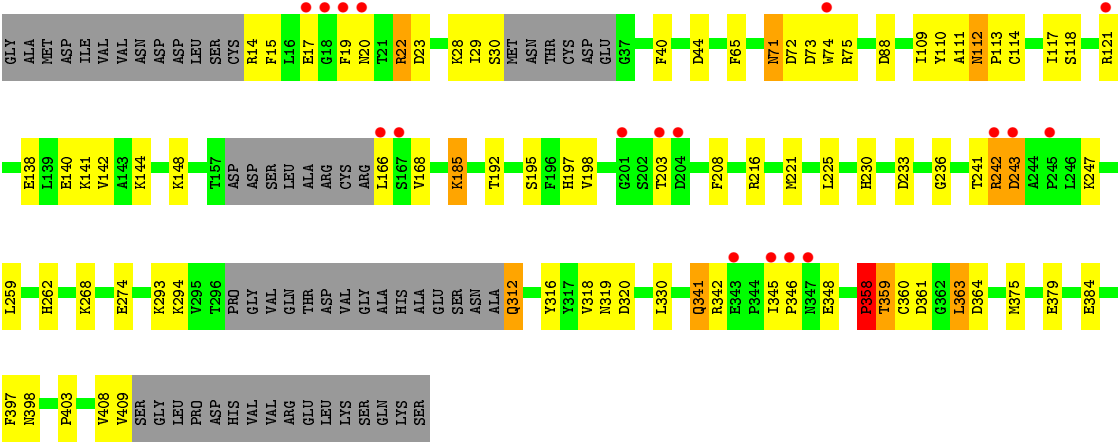 GLY ALA MET ASP ILE VAL VAL ASN ASP ASP LEU SER CYS R14 F15 L16 E17 G18 F19 N20 T21 R22 D23 K28 I29 S30 MET ASN THR CYS ASP GLU G37 F40 D44 F65 N71 D72 D73 W74 R75 D88 I109 Y110 A111 N112 P113 C114 I117 S118 R121
E138 L139 E140 K141 V142 A143 K144 K148 T157 ASP ASP SER LEU ALA ARG CYS ARG L166 S167 V168 K185 T192 S195 F196 H197 V198 G201 S202 T203 D204 F208 R216 M221 L225 H230 D233 G236 T241 R242 D243 A244 P245 L246 K247
L259 H262 K268 E274 K293 K294 V295 T296 PRO GLY VAL GLN THR ASP VAL GLY ALA HIS ALA GLU SER ASN ALA Q312 Y316 Y317 V318 N319 D320 L330 Q341 R342 E343 P344 I345 P346 N347 E348 P358 T359 C360 D361 G362 L363 D364 M375 E379 E384
F397 N398 P403 V408 V409 SER GLY LEU PRO ASP HIS VAL VAL ARG GLU LEU LYS SER GLN LYS SER